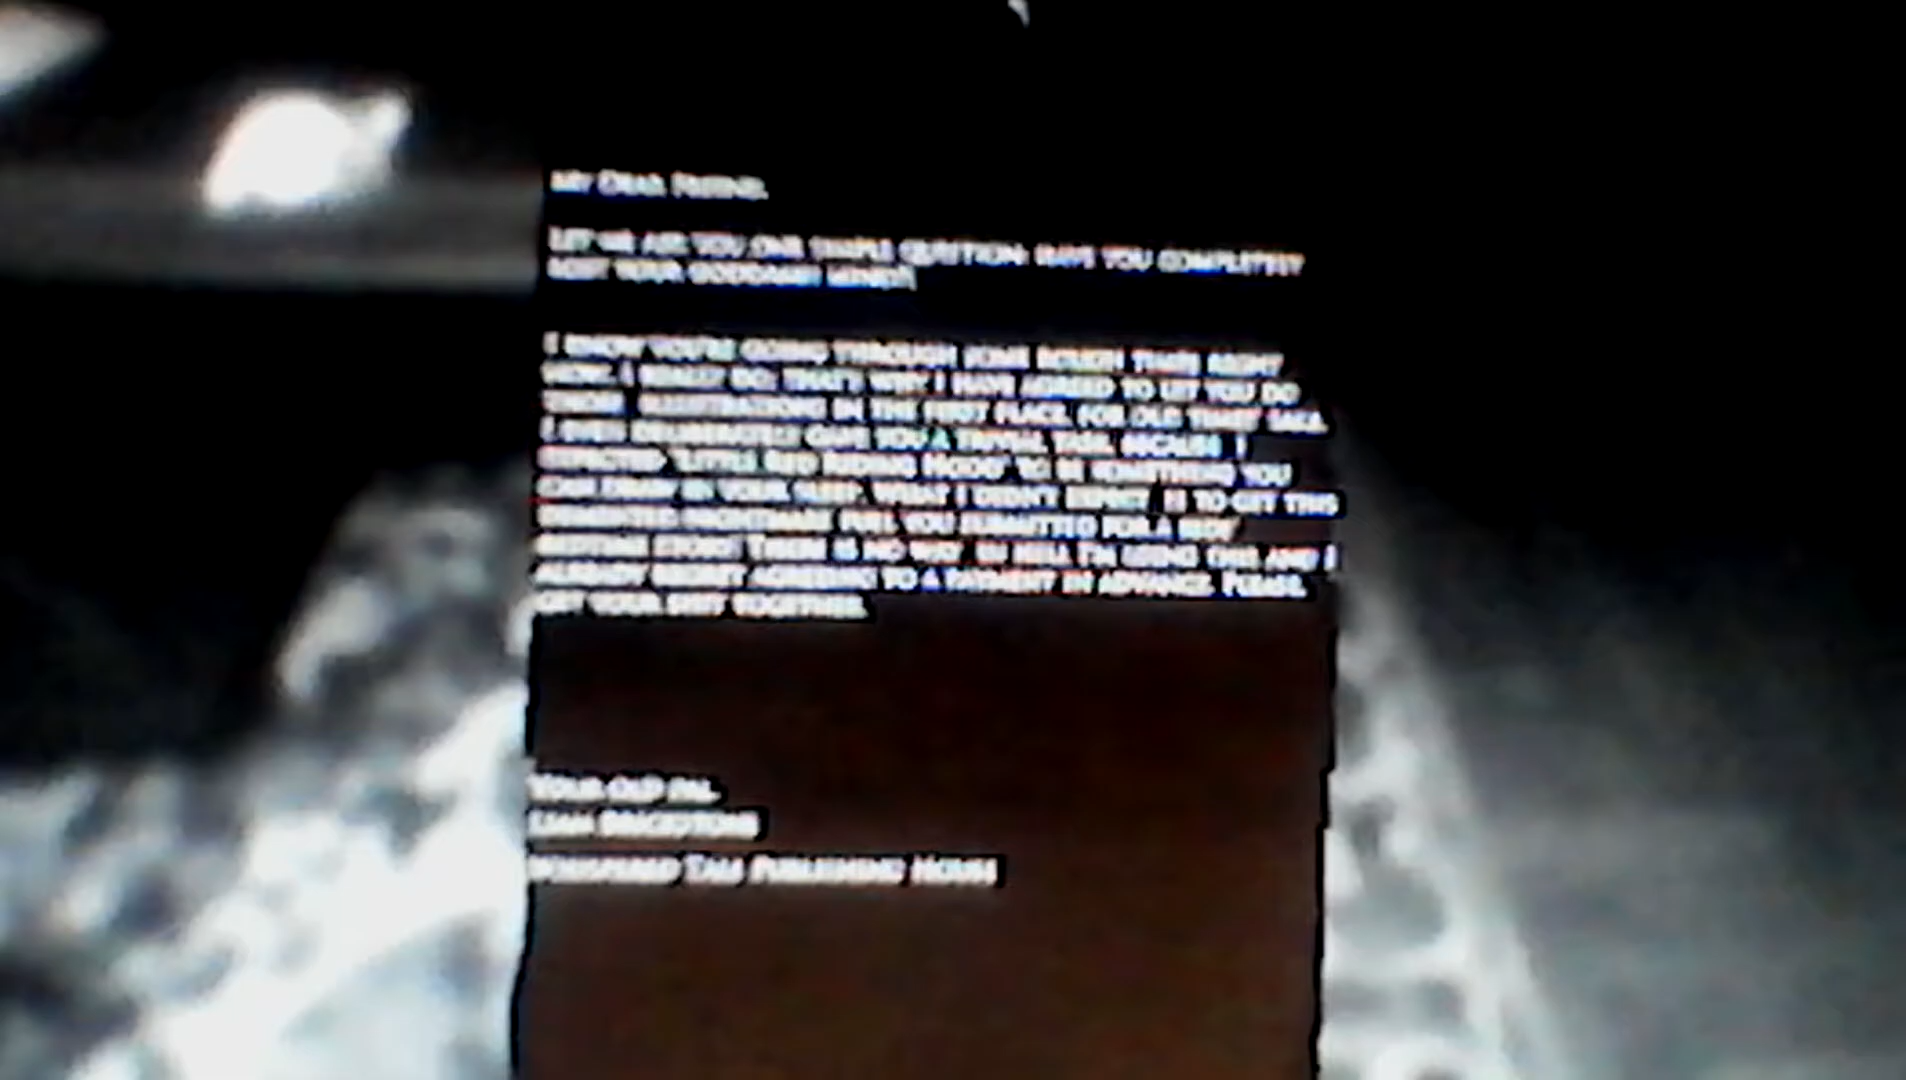 My Dear Friend,
Let me ask you one simple question: have you completely
lost your goddamn mind?
I know you're going through some rough times right
now. I really do; that's why I have agreed to let you do
these illustrations in the first place, for old times' sake.
I even deliberately gave you a trivial task, because I
expected "Little Red Riding Hood" to be something you
can draw in your sleep. What I didn't expect is to get this
demented nightmare fuel you submitted for a
bedtime story! There is no way in hell I'm using this and I
already regret agreeing to a payment in advance. Please,
get your shit together.
Your old pal,
Liam
Tall Publishing House